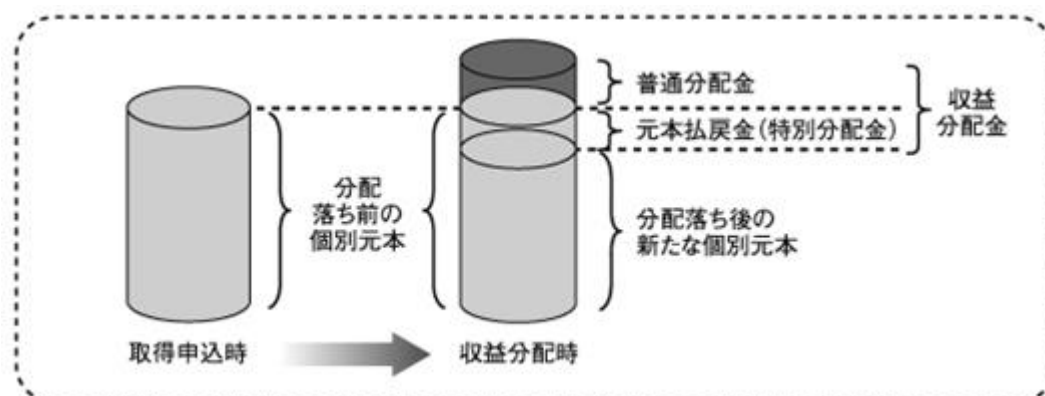 普通分配金
収益
分配金
元本払戻金(特別分配金)
分配
落ち前の
個別元本
分配落ち後の
新たな個別元本
取得申込時
収益分配時